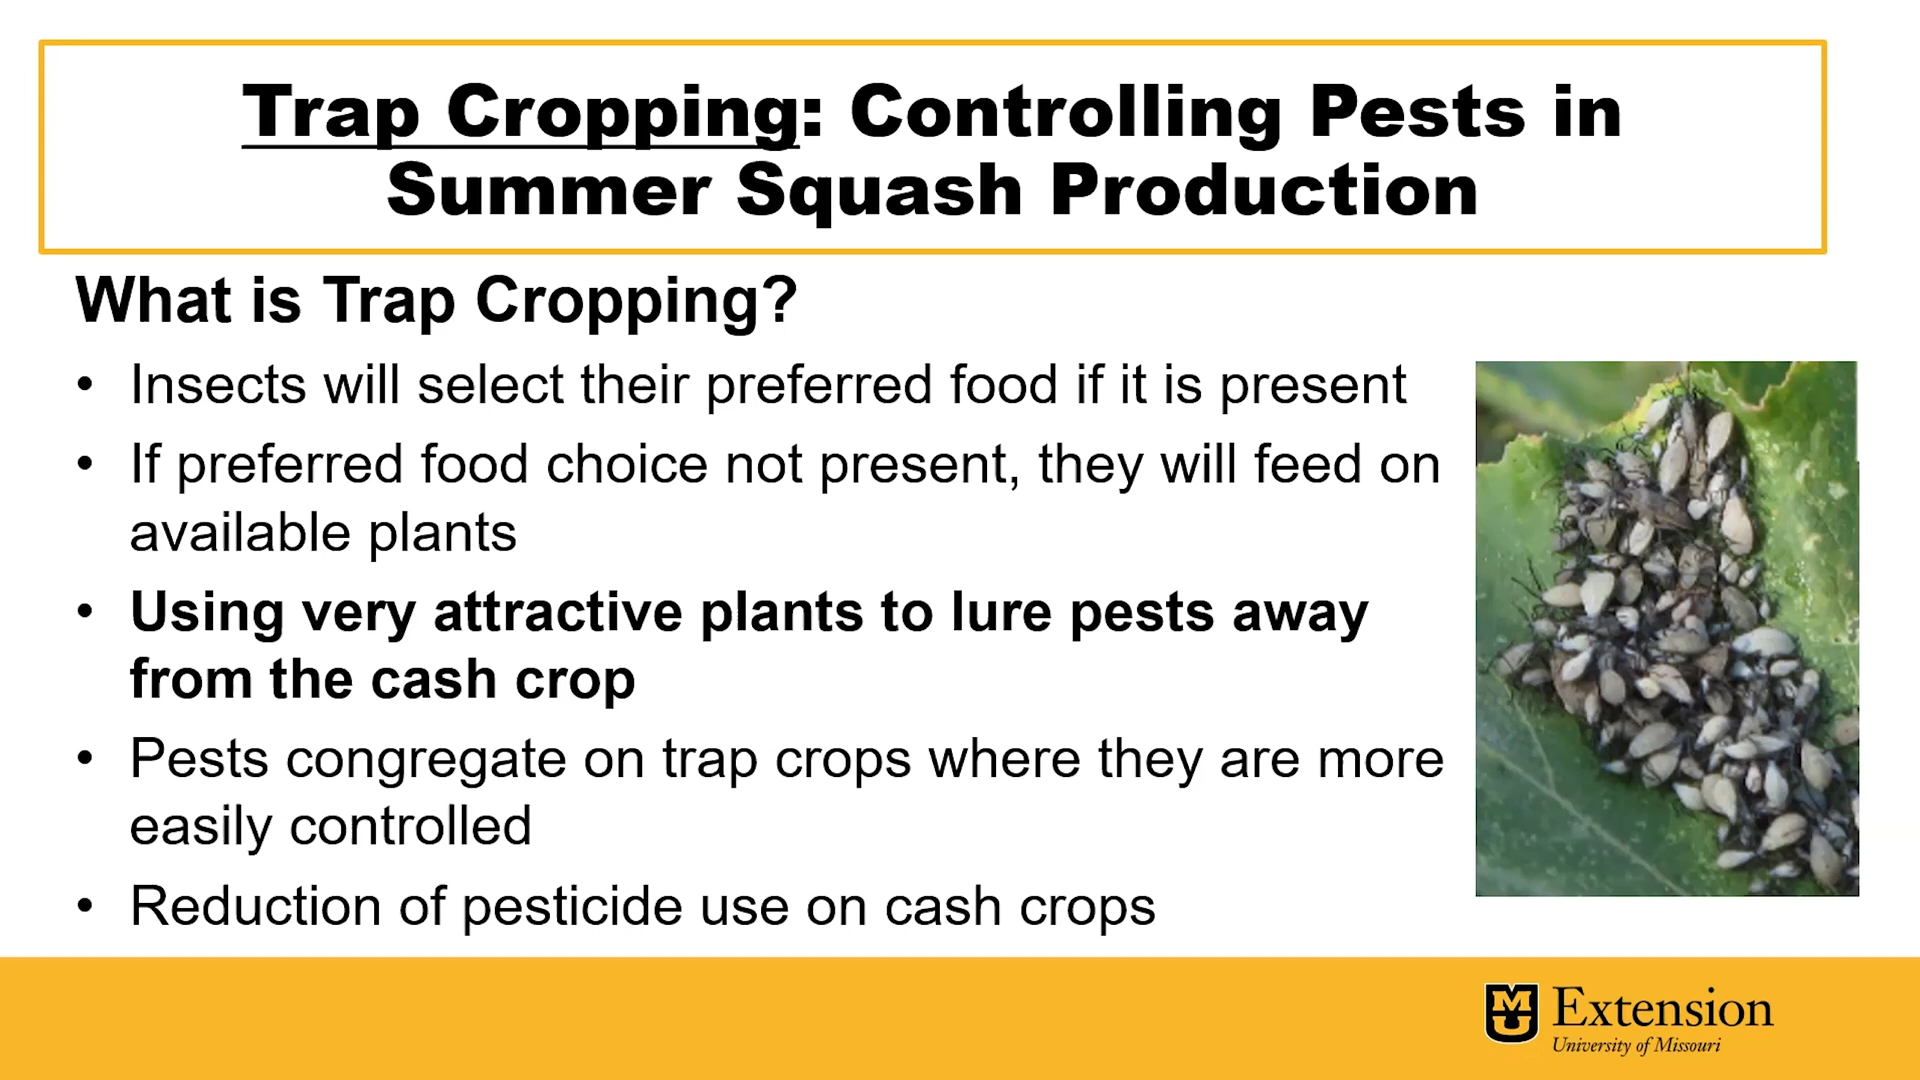 Trap Cropping: Controlling Pests in
Summer Squash Production
What is Trap Cropping?
• Insects will select their preferred food if it is present
• If preferred food choice not present, they will feed on
available plants
• Using very attractive plants to lure pests away
from the cash crop
• Pests congregate on trap crops where they are more
easily controlled
• Reduction of pesticide use on cash crops
MU Extension
University of Missouri